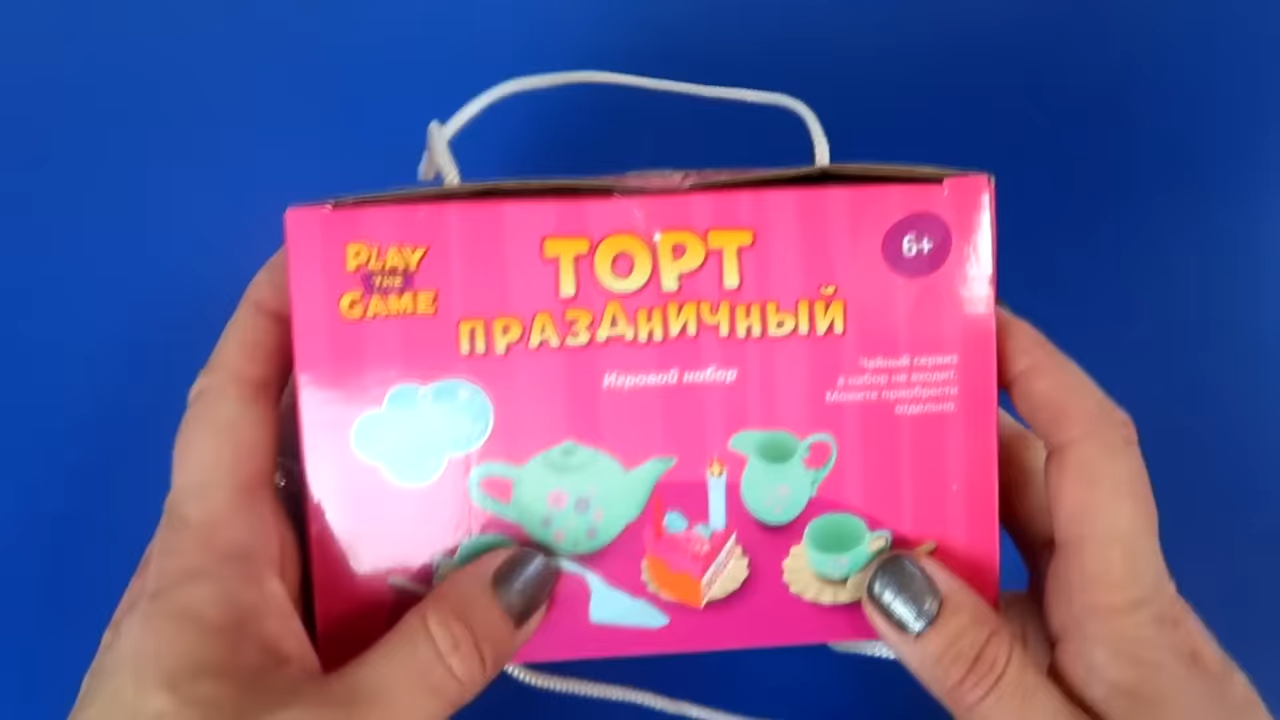 PLAY
THE
GAME
ТОРТ
ПРАЗДНИЧНЫЙ
6+
Игровой набор
Чайный сервиз
в набор не входит.
Можете приобрести
отдельно.